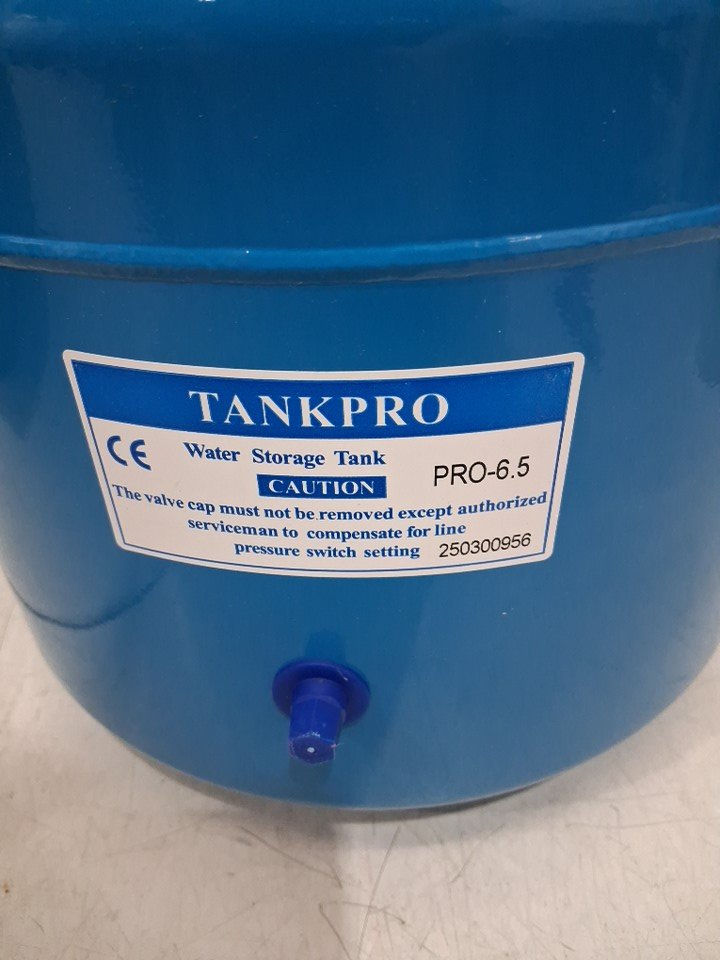 TANKPRO
CE
Water Storage Tank
PRO-6.5
CAUTION
The valve cap must not be removed except authorized
serviceman to compensate for line
pressure switch setting 250300956